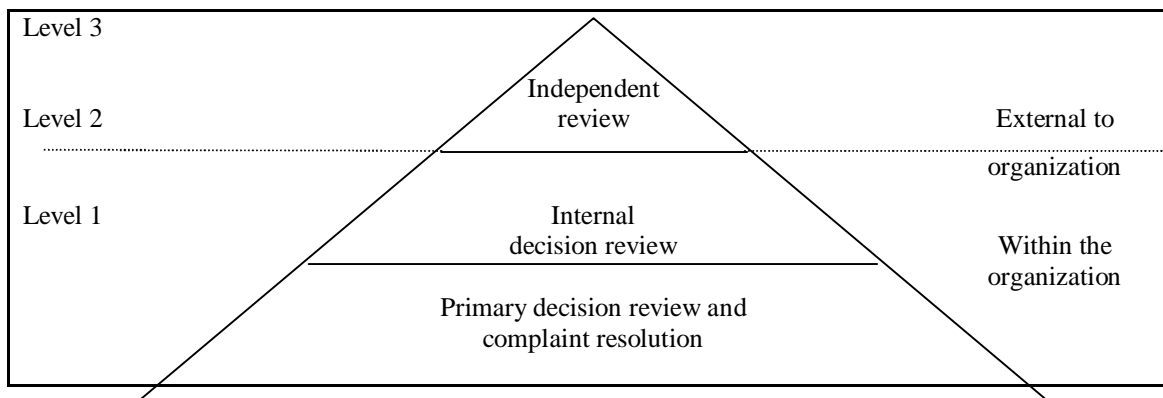 Level 3
Independent
review
Level 2
External to
organization
Level 1
Internal
decision review
Within the
organization
Primary decision review and
complaint resolution